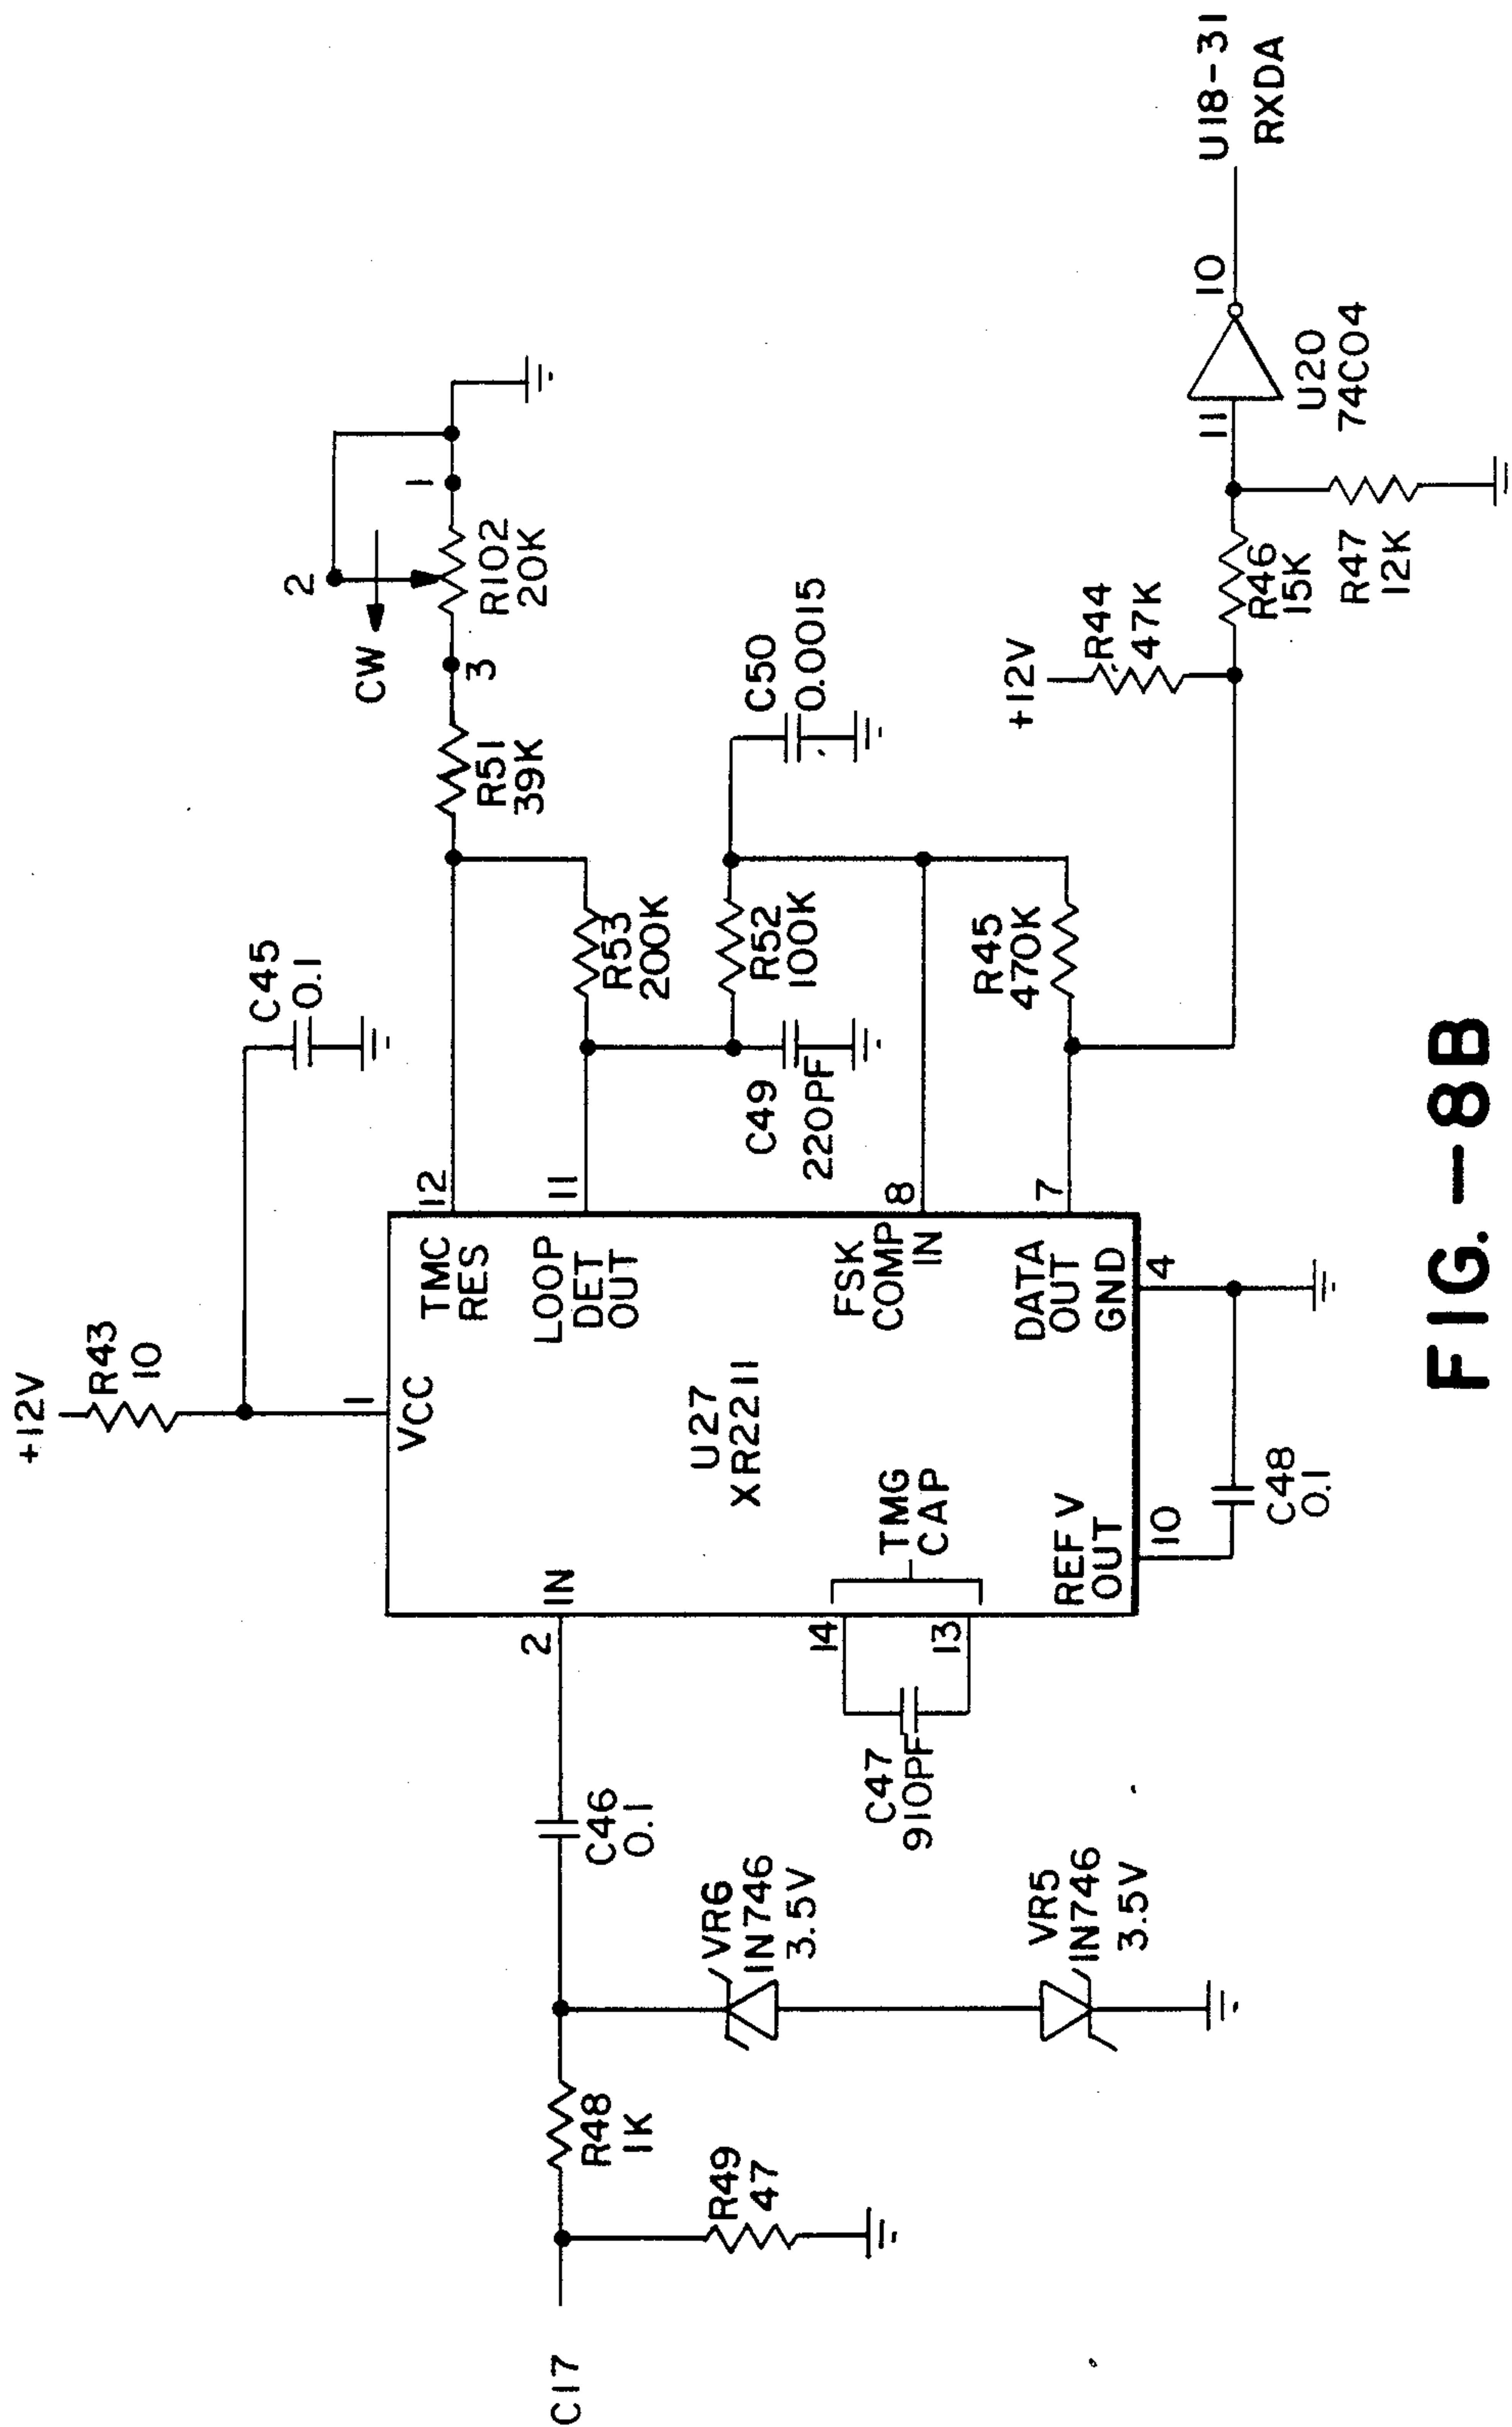 C17
R49
47
R48
1K
VR6
IN746
3.5V
VR5
IN746
3.5V
C46
0.1
C47
910PF
+12V
R43
10
C45
0.1
1
VCC
2
IN
14
13
TMG
CAP
U27
XR2211
REF V
OUT
10
C48
0.1
GND
4
TMC
RES
12
LOOP
DET
OUT
11
FSK
COMP
IN
8
DATA
OUT
7
R51
39K
3
CW
2
R102
20K
1
R53
200K
C49
220PF
R52
100K
C50
0.0015
R45
470K
+12V
R44
47K
R46
15K
R47
12K
11
U20
74C04
10
U18-31
RXDA
FIG.-8B